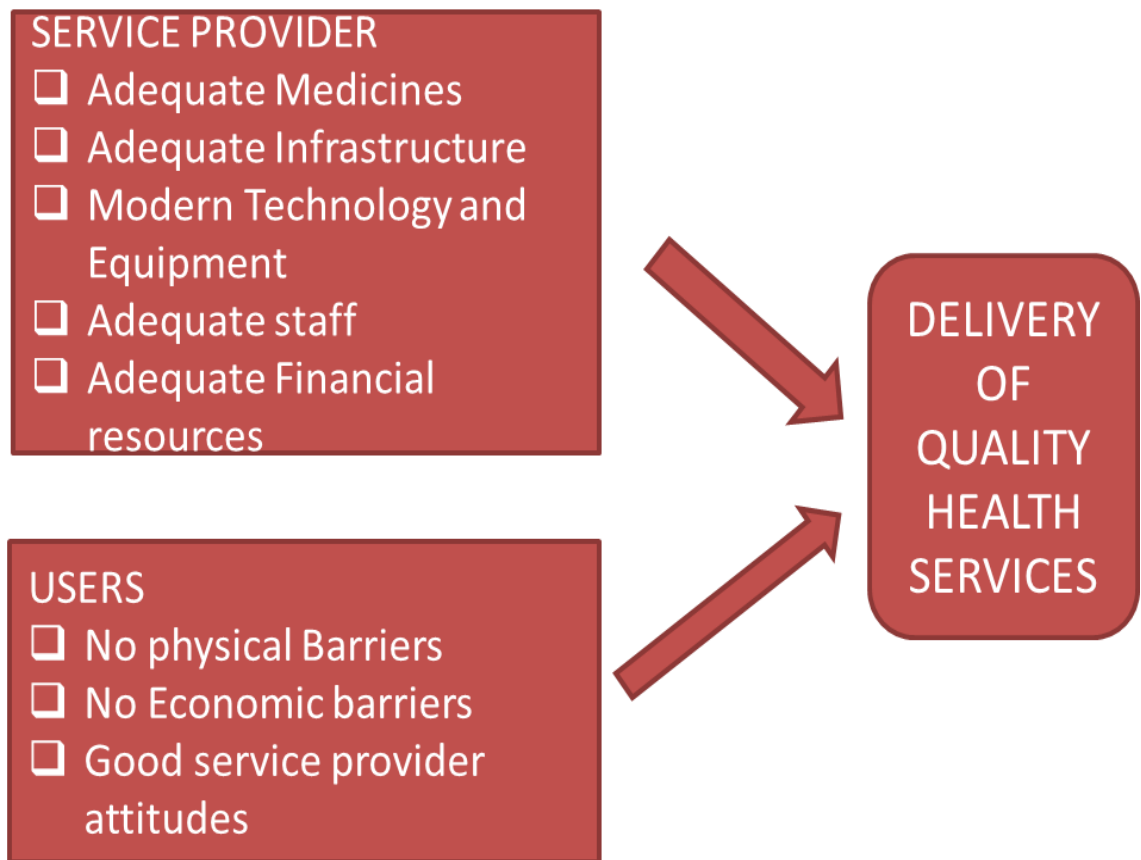 SERVICE PROVIDER
❑ Adequate Medicines
❑ Adequate Infrastructure
❑ Modern Technology and
Equipment
❑ Adequate staff
❑ Adequate Financial
resources
USERS
❑ No physical Barriers
❑ No Economic barriers
❑ Good service provider
attitudes
DELIVERY
OF
QUALITY
HEALTH
SERVICES